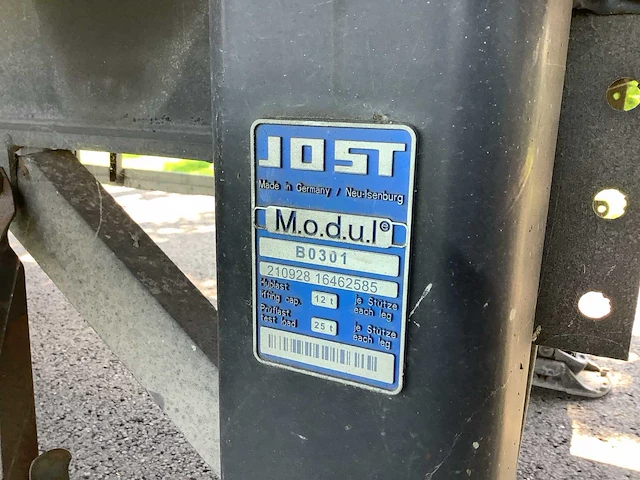 JOST
Made in Germany / Neu-Isenburg
M.o.d.u.l®
B0301
210928 16462585
Hublast 12 t je Stütze
lifting cap. each leg
Prüflast 25 t je Stütze
test load each leg